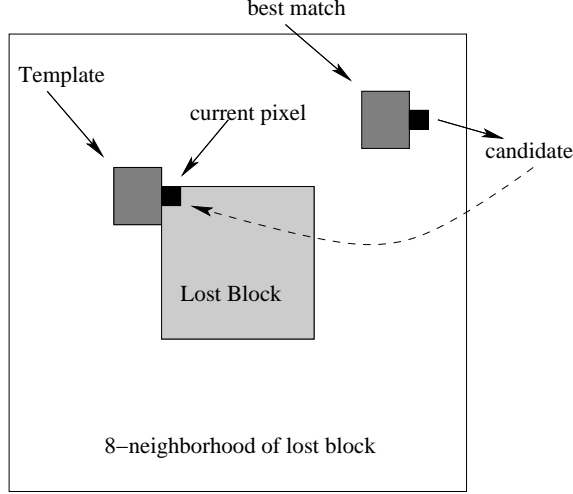 best match
Template
current pixel
candidate
Lost Block
8−neighborhood of lost block